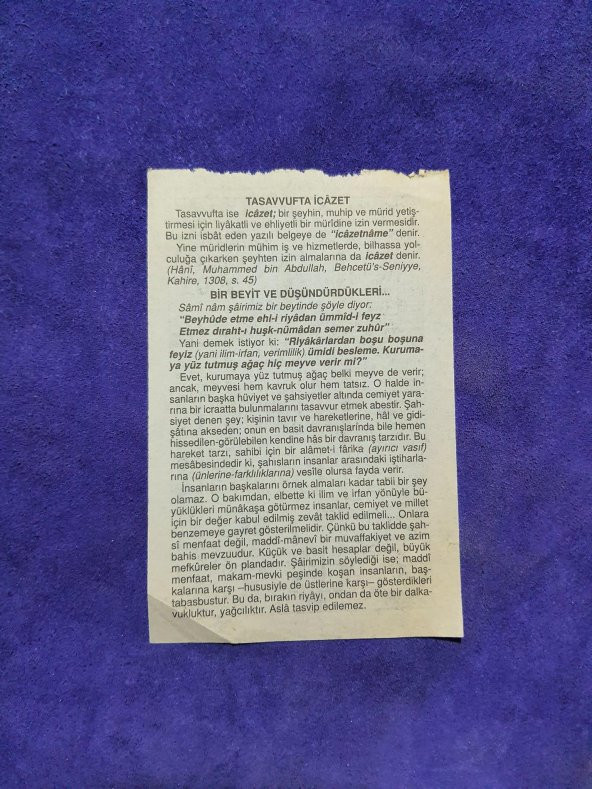 TASAVVUFTA İCÂZET
Tasavvufta ise icâzet; bir şeyhin, muhip ve mürid yetiş-
tirmesi için liyâkatli ve ehliyetli bir müridine izin vermesidir.
Bu izni isbât eden yazılı belgeye de “icâzetnâme” denir.
Yine müridlerin mühim iş ve hizmetlerde, bilhassa yol-
culuğa çıkarken şeyhten izin almalarına da icâzet denir.
(Hânî, Muhammed bin Abdullah, Behcetü's-Seniyye,
Kahire, 1308, s. 45)
BİR BEYİT VE DÜŞÜNDÜRDÜKLERİ...
Sâmî nâm şâirimiz bir beytinde şöyle diyor:
“Beyhûde etme ehl-i riyâdan ümmîd-i feyz
Etmez dıraht-ı huşk-nümâdan semer zuhûr”
Yani demek istiyor ki: “Riyâkârlardan boşu boşuna
feyiz (yani ilim-irfan, verimlilik) ümidi besleme. Kuruma-
ya yüz tutmuş ağaç hiç meyve verir mi?”
Evet, kurumaya yüz tutmuş ağaç belki meyve de verir;
ancak, meyvesi hem kavruk olur hem tatsız. O halde in-
sanların başka hüviyet ve şahsiyetler altında cemiyet yara-
rına bir icraatta bulunmalarını tasavvur etmek abestir. Şah-
siyet denen şey; kişinin tavır ve hareketlerine, hâl ve gidi-
şâtına akseden; onun en basit davranışlarında bile hemen
hissedilen-görülebilen kendine hâs bir davranış tarzıdır. Bu
hareket tarzı, sahibi için bir alâmet-i fârika (ayırıcı vasıf)
mesâbesindedir ki, şahısların insanlar arasındaki iştiharla-
rına (ünlerine-farklılıklarına) vesîle olursa fayda verir.
İnsanların başkalarını örnek almaları kadar tabiî bir şey
olamaz. O bakımdan, elbette ki ilim ve irfan yönüyle bü-
yüklükleri münâkaşa götürmez insanlar, cemiyet ve millet
için bir değer kabul edilmiş zevât taklid edilmeli... Onlara
benzemeye gayret gösterilmelidir. Çünkü bu taklidde şah-
sî menfaat değil, maddî-mânevî bir muvaffakiyet ve azim
bahis mevzuudur. Küçük ve basit hesaplar değil, büyük
mefkûreler ön plandadır. Şâirimizin söylediği ise; maddî
menfaat, makam-mevki peşinde koşan insanların, baş-
kalarına karşı –hususiyle de üstlerine karşı– gösterdikleri
tabasbustur. Bu da, bırakın riyâyı, ondan da öte bir dalka-
vukluktur, yağcılıktır. Aslâ tasvip edilemez.